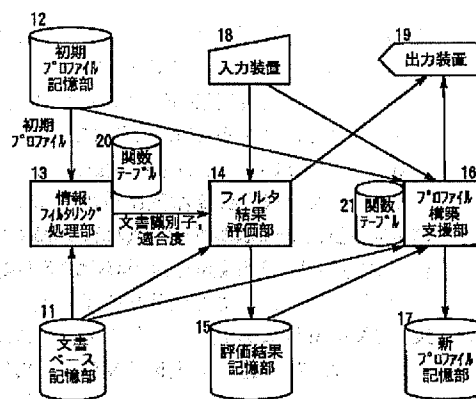 12
初期
プロファイル
記憶部
18
入力装置
19
出力装置
初期
プロファイル
20
関数
テーブル
13
情報
フィルタリング
処理部
文書識別子,
適合度
14
フィルタ
結果
評価部
21
関数
テーブル
16
プロファイル
構築
支援部
11
文書
ベース
記憶部
15
評価結果
記憶部
17
新
プロファイル
記憶部